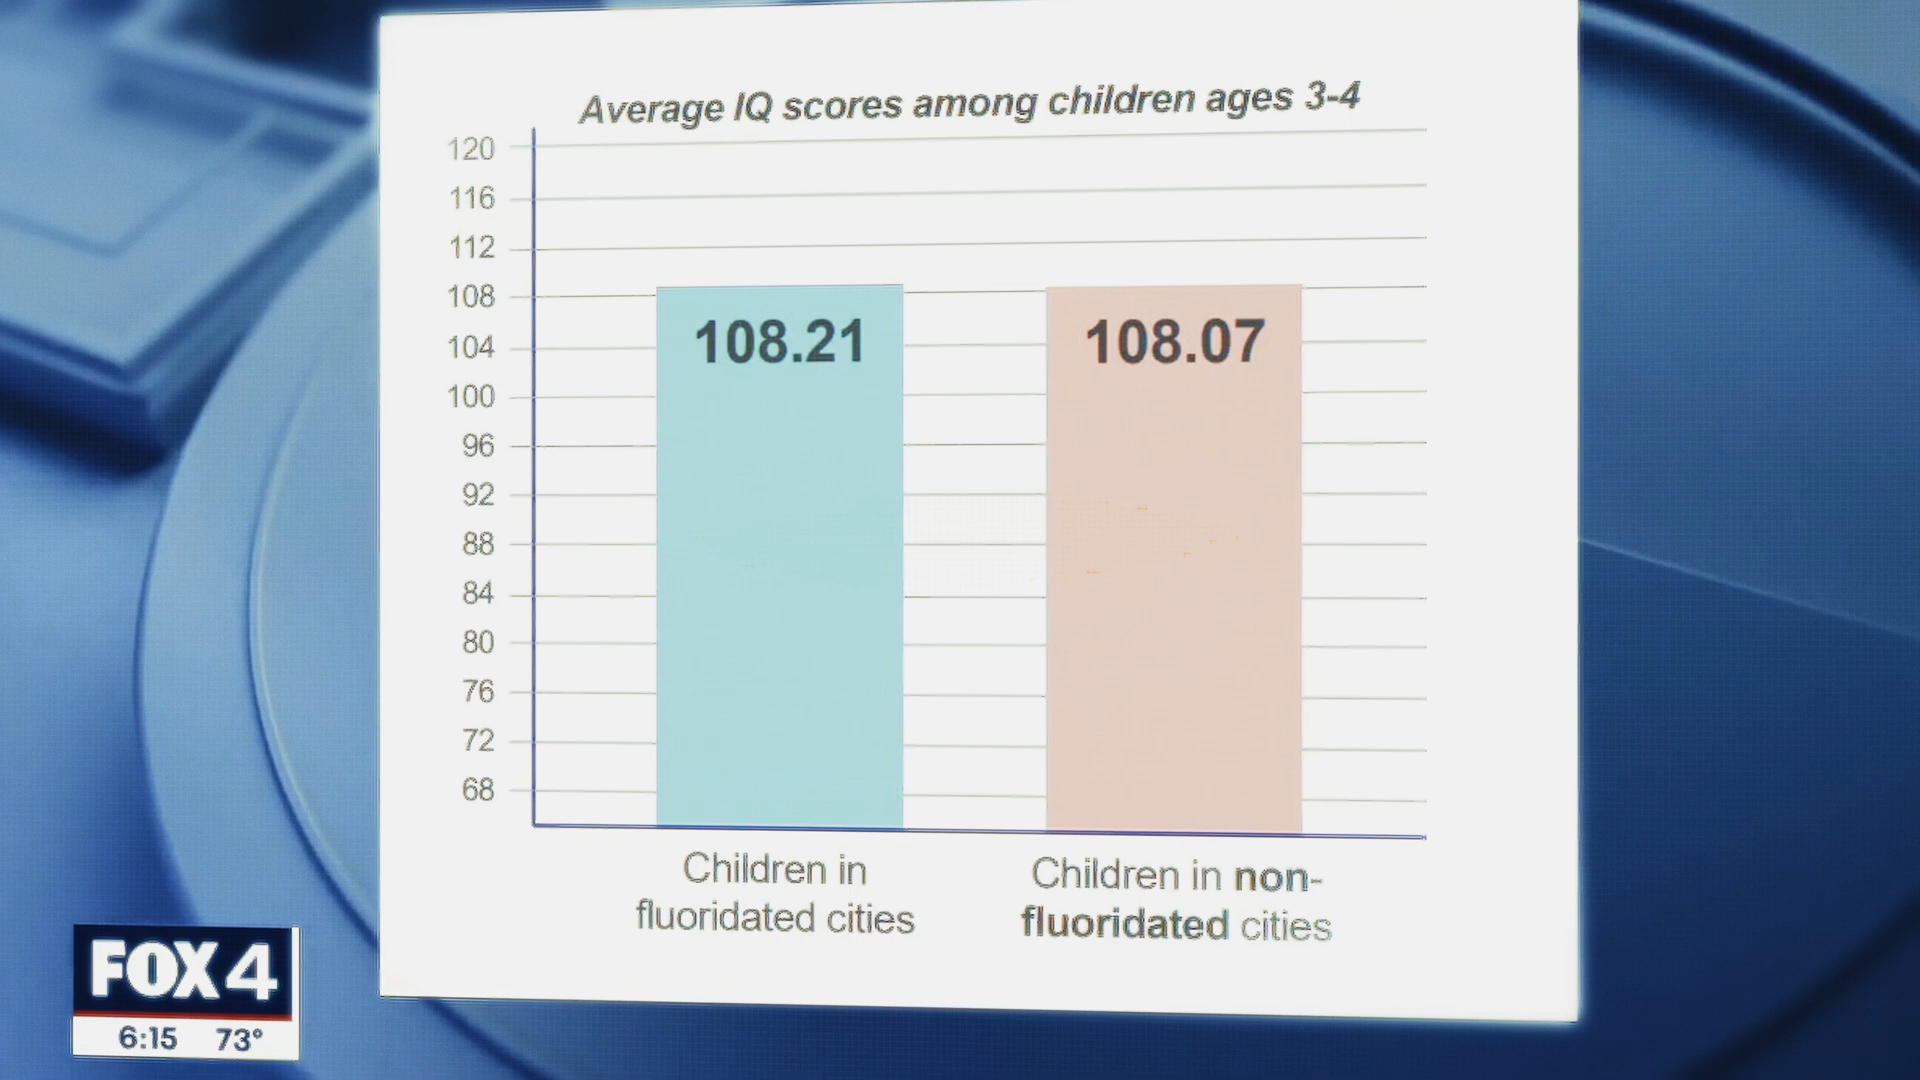 Average IQ scores among children ages 3-4
120
116
112
108
104
100
96
92
88
84
80
76
72
68
108.21
108.07
Children in
fluoridated cities
Children in non-
fluoridated cities
FOX 4
6:15 73°